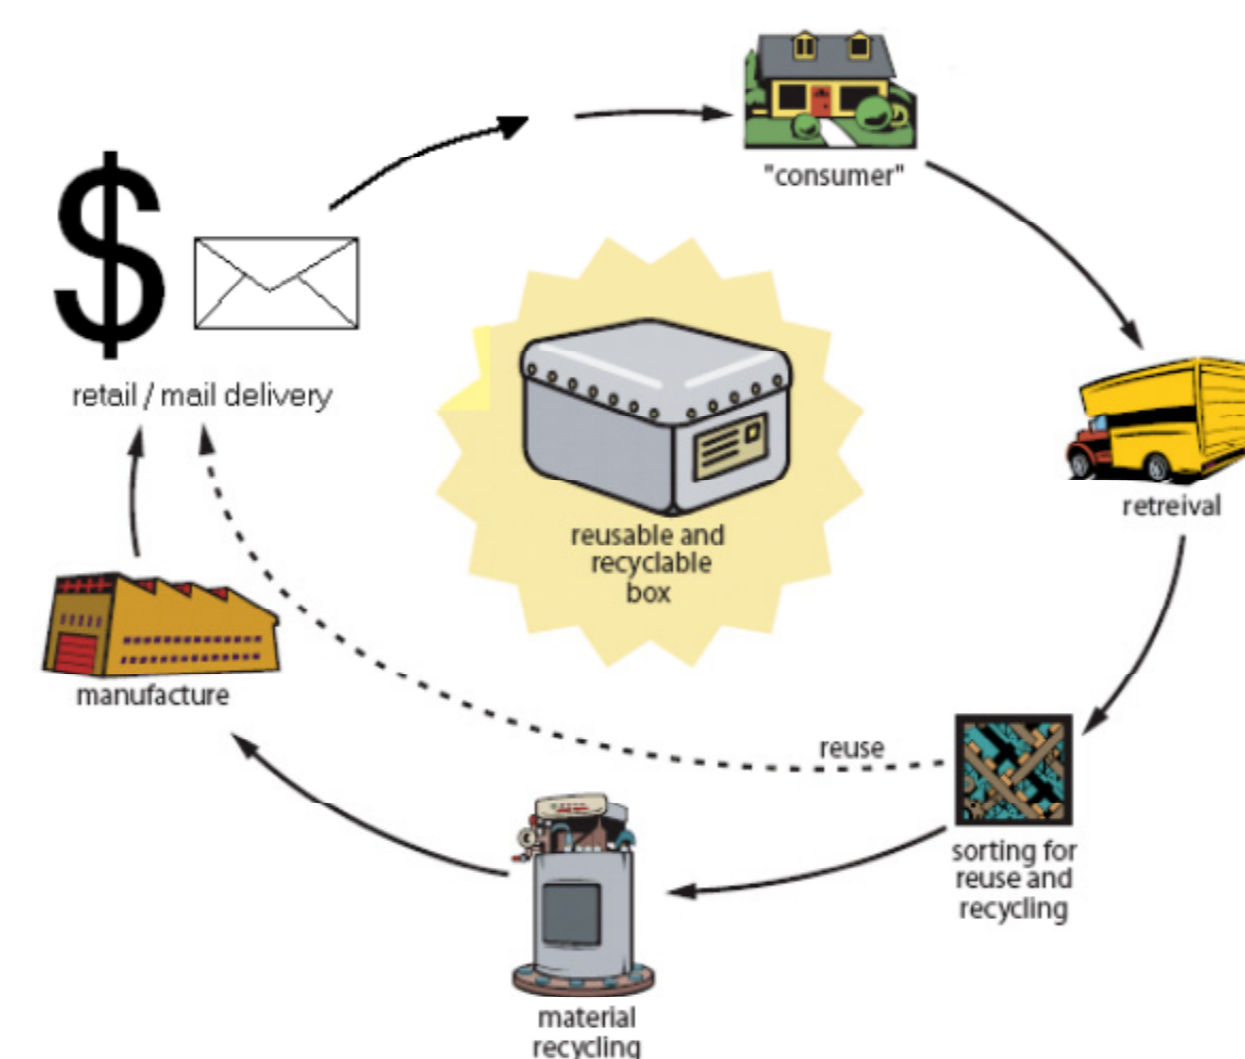 "consumer"
$
retail / mail delivery
retreival
reusable and
recyclable
box
manufacture
reuse
sorting for
reuse and
recycling
material
recycling